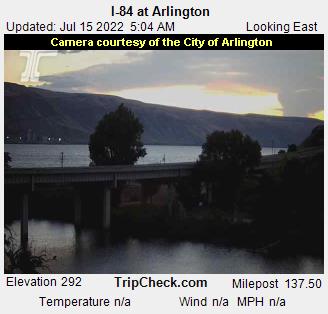 I-84 at Arlington
Updated: Jul 15 2022 5:04 AM Looking East
Camera courtesy of the City of Arlington
Elevation 292 TripCheck.com Milepost 137.50
Temperature n/a Wind n/a MPH n/a